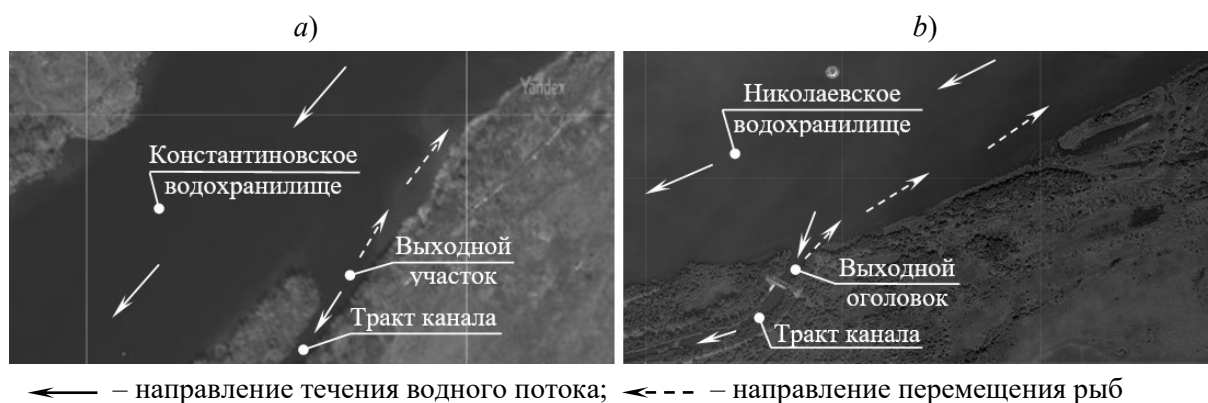 а)
Yandex
Константиновское
водохранилище
Выходной
участок
Тракт канала
b)
Николаевское
водохранилище
Выходной
оголовок
Тракт канала
– направление течения водного потока; – направление перемещения рыб